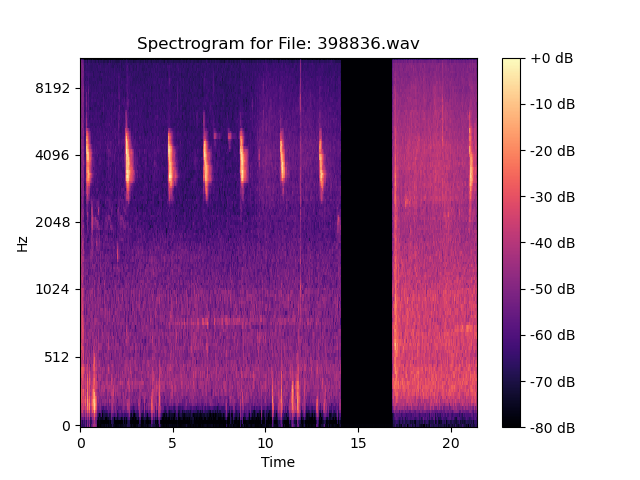 Spectrogram for File: 398836.wav
8192
4096
2048
1024
512
0
Hz
0
5
10
15
20
Time
+0 dB
-10 dB
-20 dB
-30 dB
-40 dB
-50 dB
-60 dB
-70 dB
-80 dB